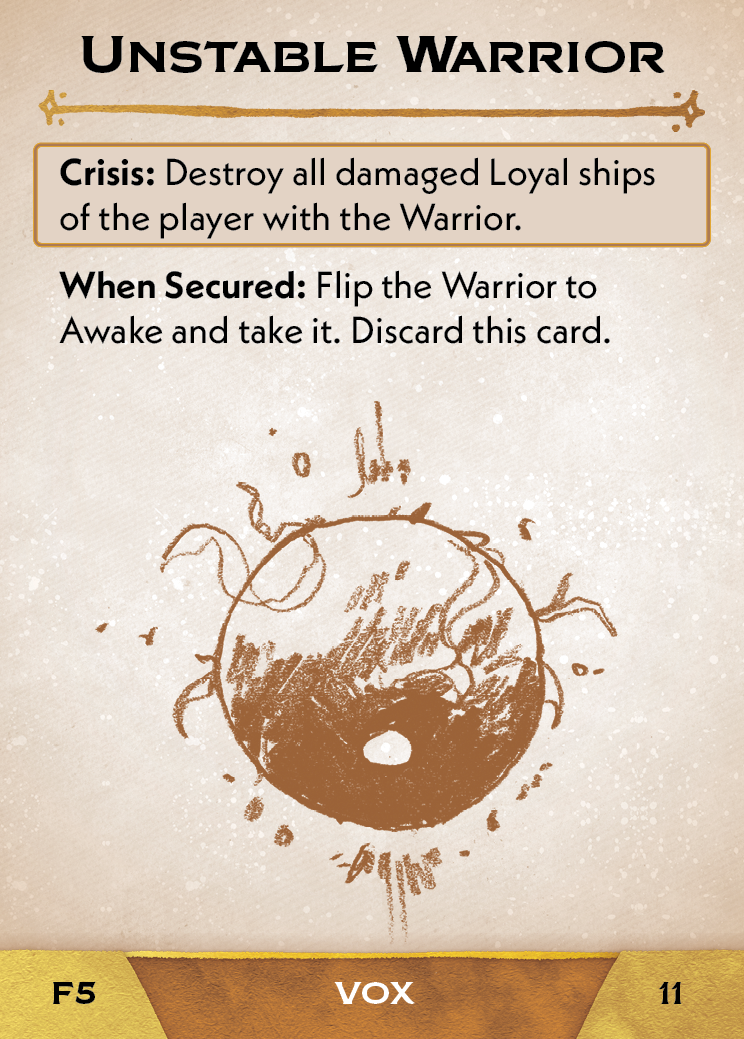 UNSTABLE WARRIOR
Crisis: Destroy all damaged Loyal ships
of the player with the Warrior.
When Secured: Flip the Warrior to
Awake and take it. Discard this card.
F5
VOX
11